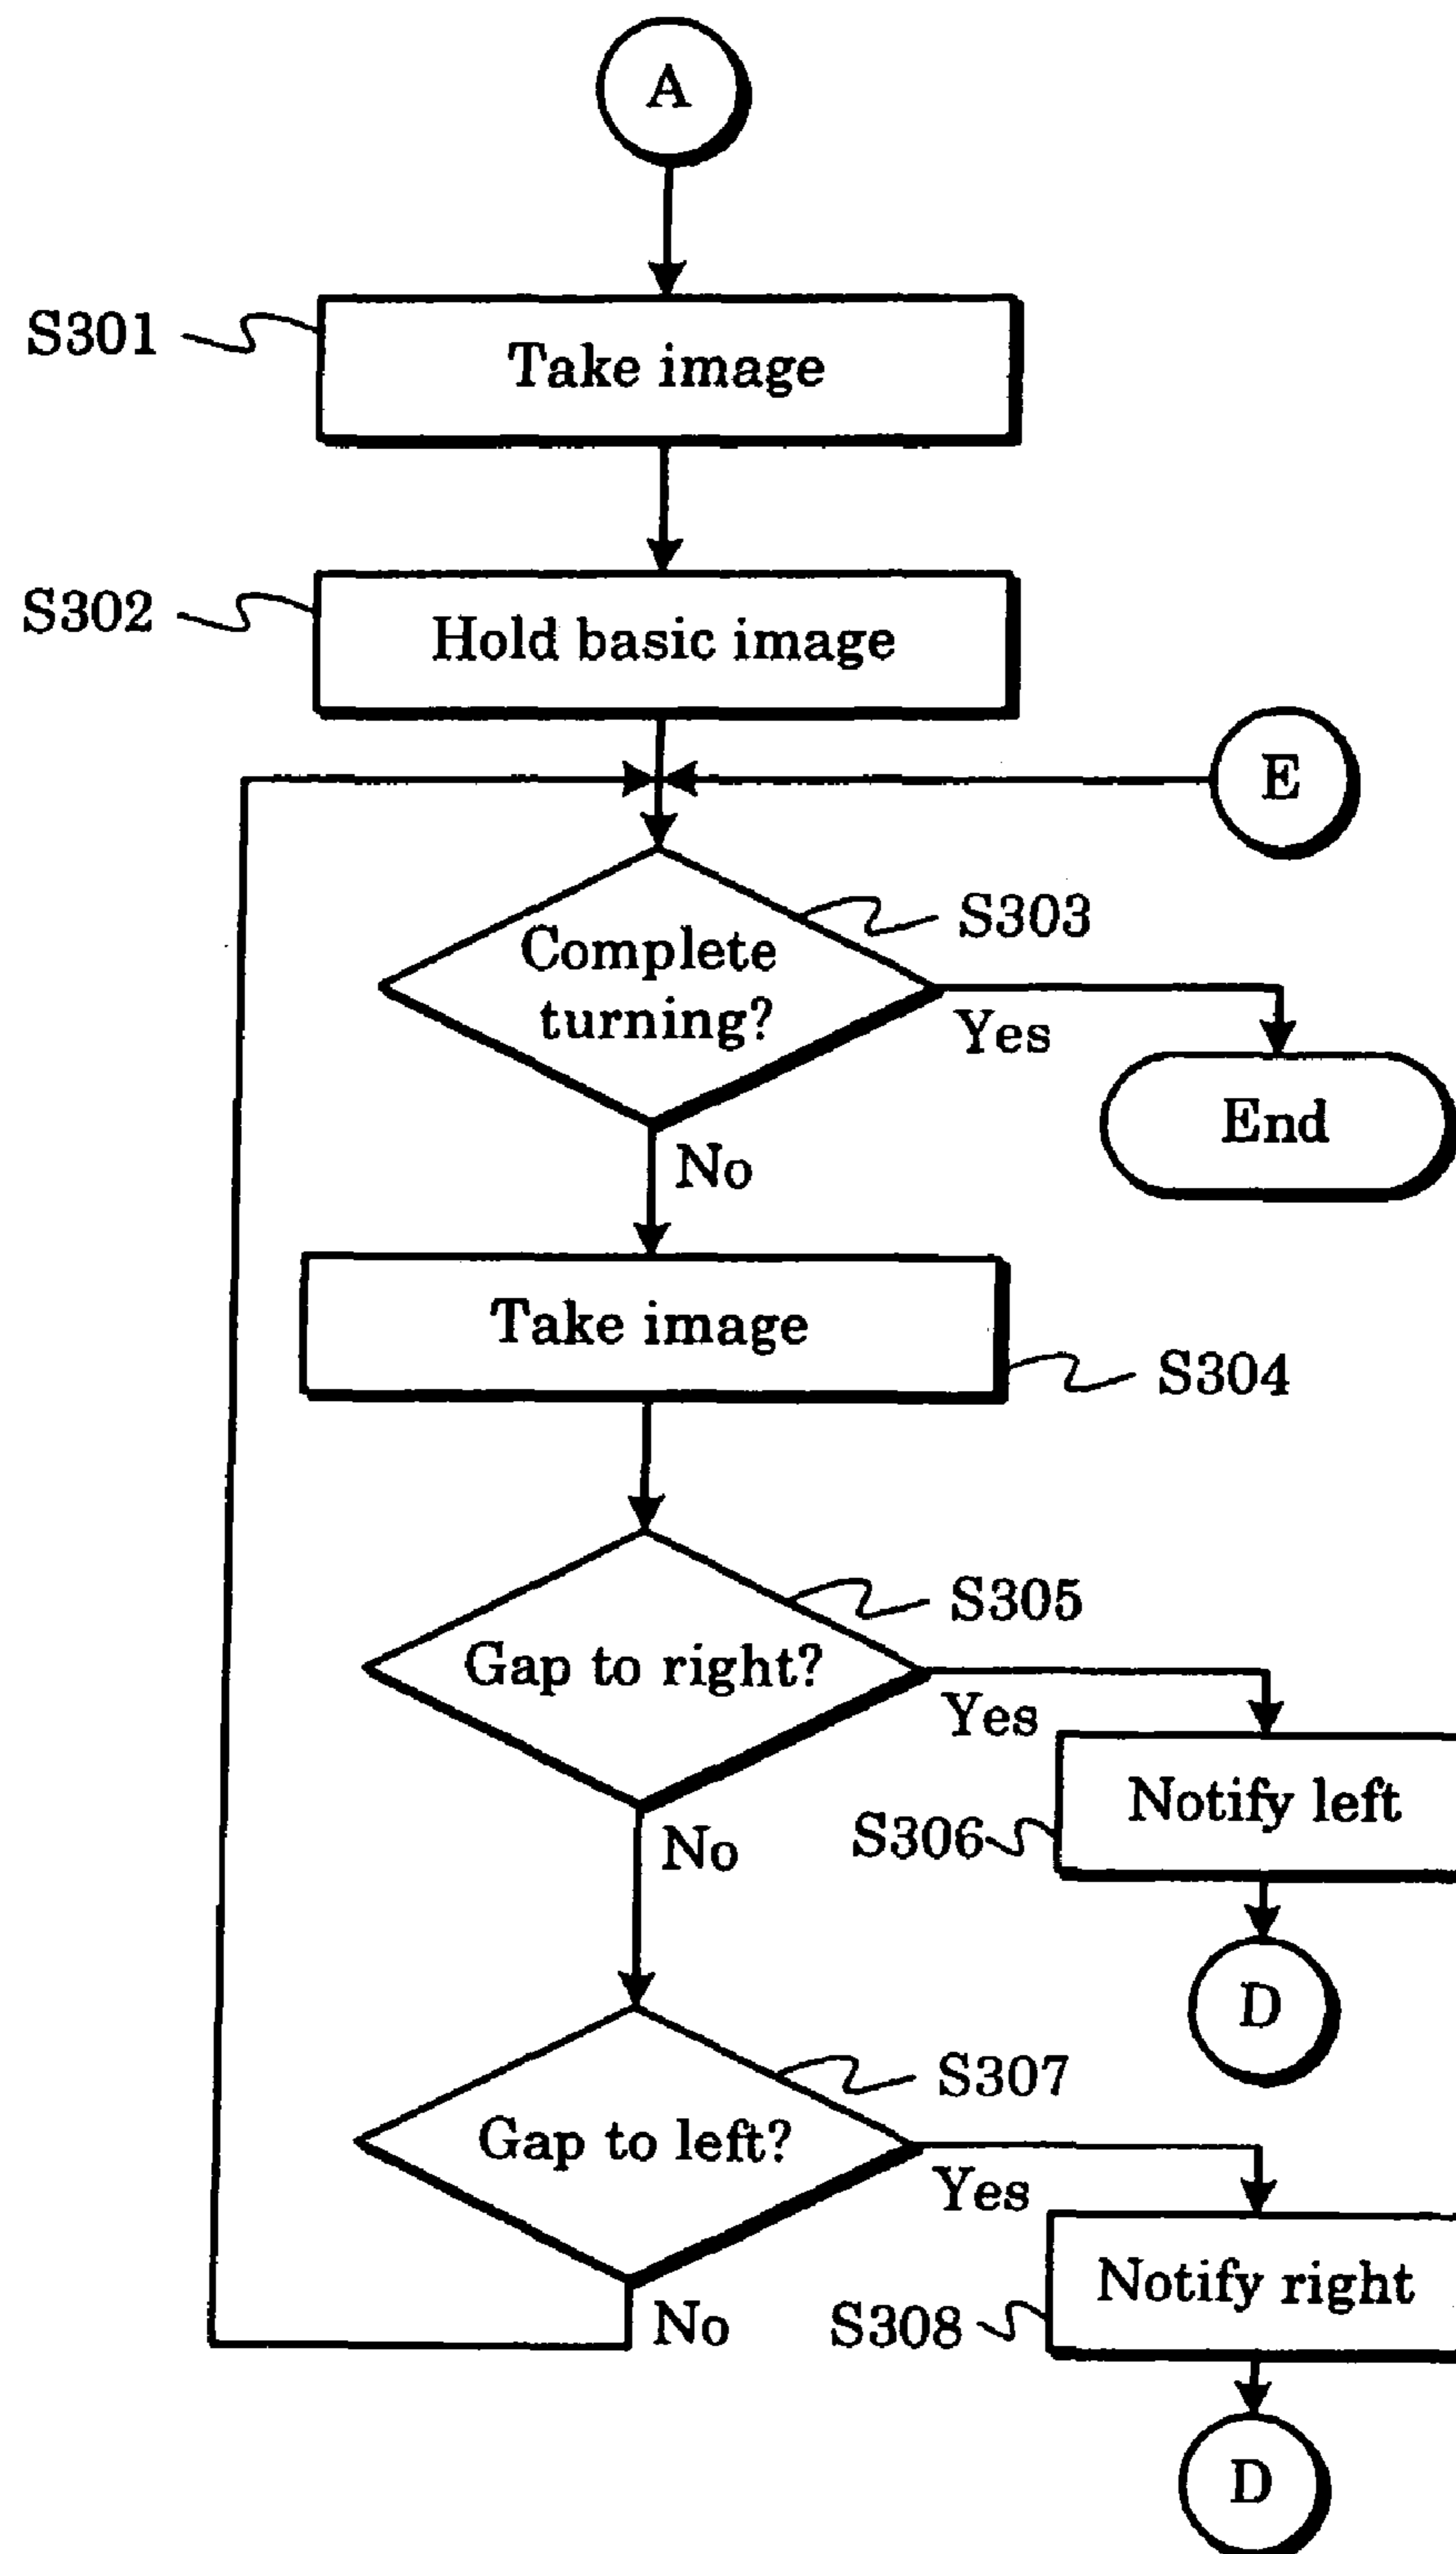 A
S301
Take image
S302
Hold basic image
E
S303
Complete
turning?
Yes
End
No
Take image
S304
S305
Gap to right?
Yes
Notify left
S306
No
D
S307
Gap to left?
Yes
Notify right
S308
No
D